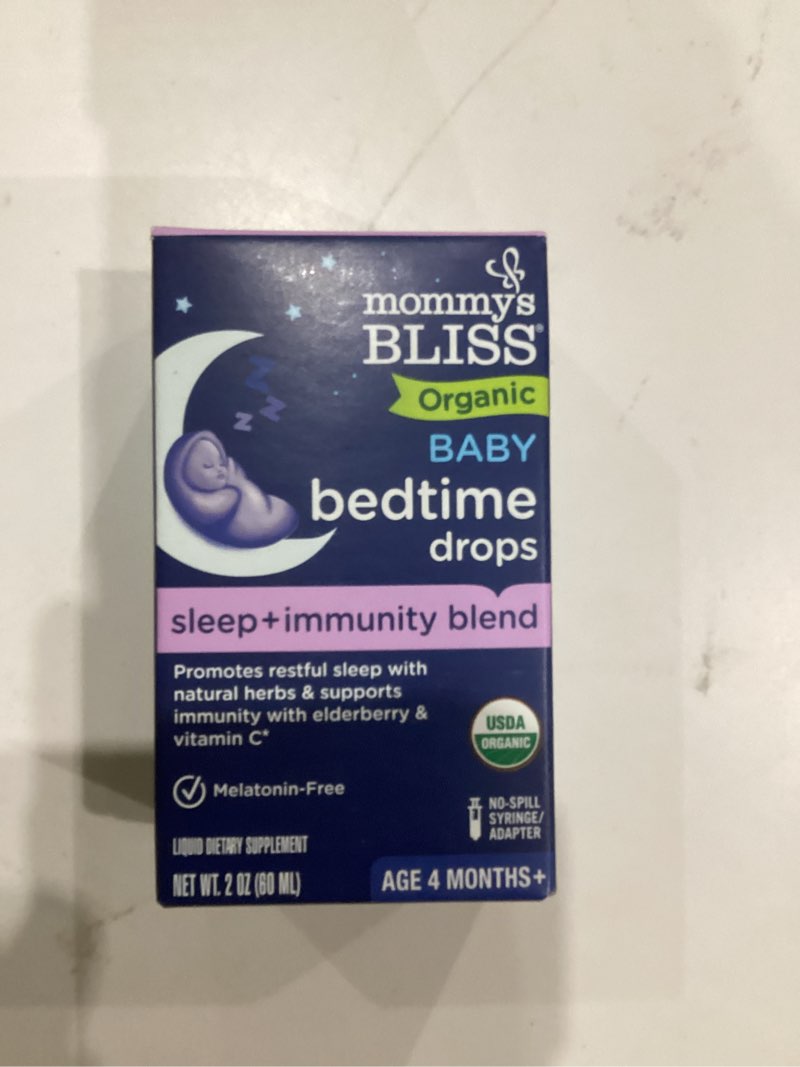 mommy's
BLISS®
Organic
BABY
bedtime
drops
sleep+immunity blend
Promotes restful sleep with
natural herbs & supports
immunity with elderberry &
vitamin C*
USDA
ORGANIC
Melatonin-Free
NO-SPILL
SYRINGE/
ADAPTER
LIQUID DIETARY SUPPLEMENT
NET WT. 2 OZ (60 ML)
AGE 4 MONTHS+
z
z
z